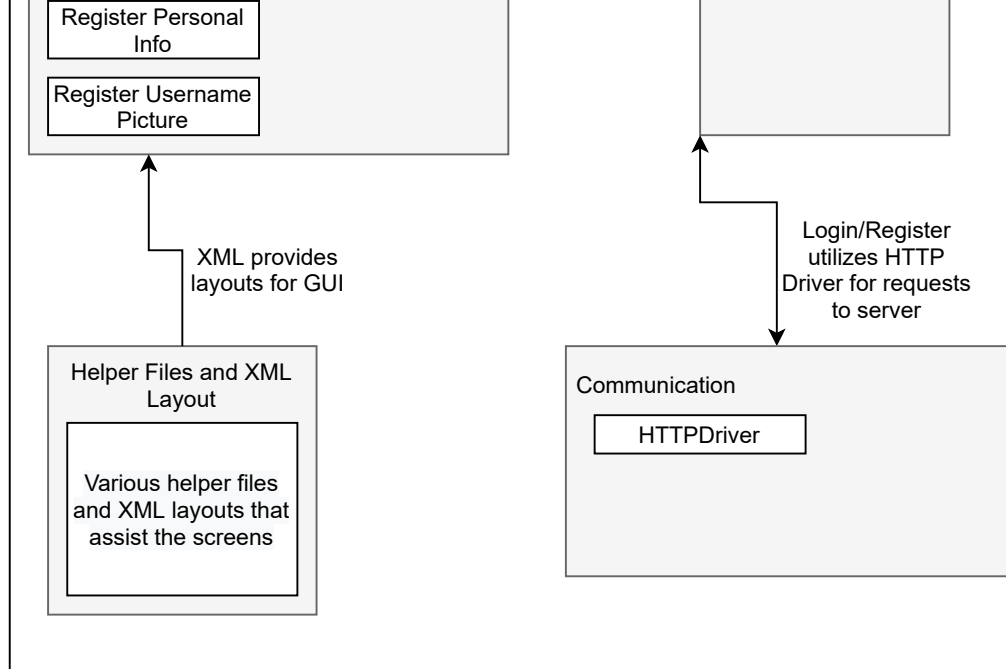 Register Personal
Info
Register Username
Picture
XML provides
layouts for GUI
Login/Register
utilizes HTTP
Driver for requests
to server
Helper Files and XML
Layout
Various helper files
and XML layouts that
assist the screens
Communication
HTTPDriver